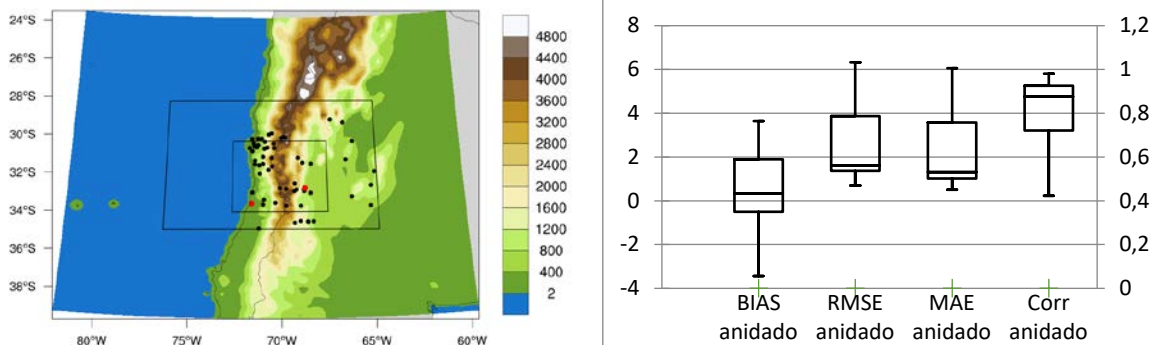 24°S
26°S
28°S
30°S
32°S
34°S
36°S
38°S
80°W
75°W
70°W
65°W
60°W
4800
4400
4000
3600
3200
2800
2400
2000
1600
1200
800
400
2
8
6
4
2
0
-2
-4
1,2
1
0,8
0,6
0,4
0,2
0
BIAS RMSE MAE Corr
anidado anidado anidado anidado